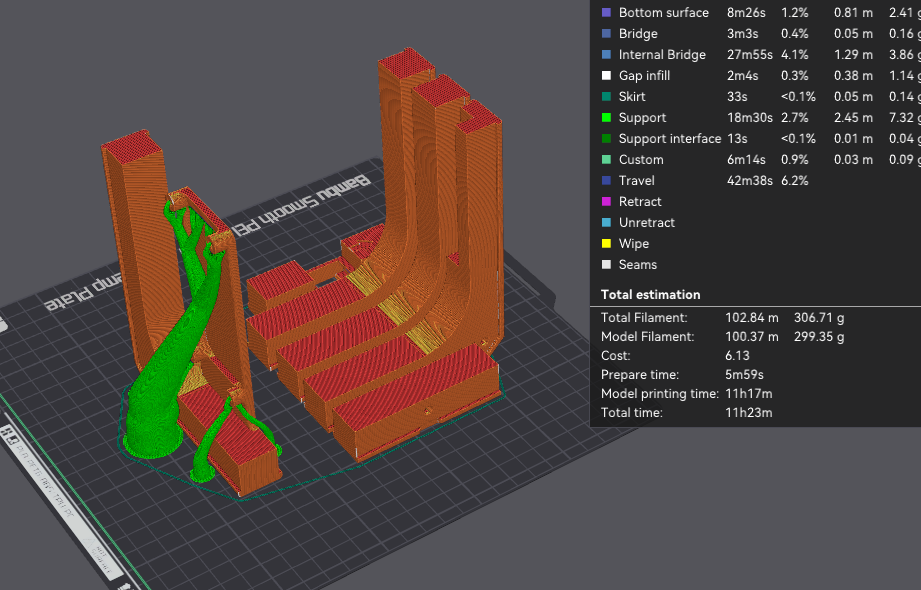 Bottom surface 8m26s 1.2% 0.81 m 2.41 g
Bridge 3m3s 0.4% 0.05 m 0.16 g
Internal Bridge 27m55s 4.1% 1.29 m 3.86 g
Gap infill 2m4s 0.3% 0.38 m 1.14 g
Skirt 33s <0.1% 0.05 m 0.14 g
Support 18m30s 2.7% 2.45 m 7.32 g
Support interface 13s <0.1% 0.01 m 0.04 g
Custom 6m14s 0.9% 0.03 m 0.09 g
Travel 42m38s 6.2%
Retract
Unretract
Wipe
Seams
Total estimation
Total Filament: 102.84 m 306.71 g
Model Filament: 100.37 m 299.35 g
Cost: 6.13
Prepare time: 5m59s
Model printing time: 11h17m
Total time: 11h23m
Bambu Smooth PEI
mp Plate